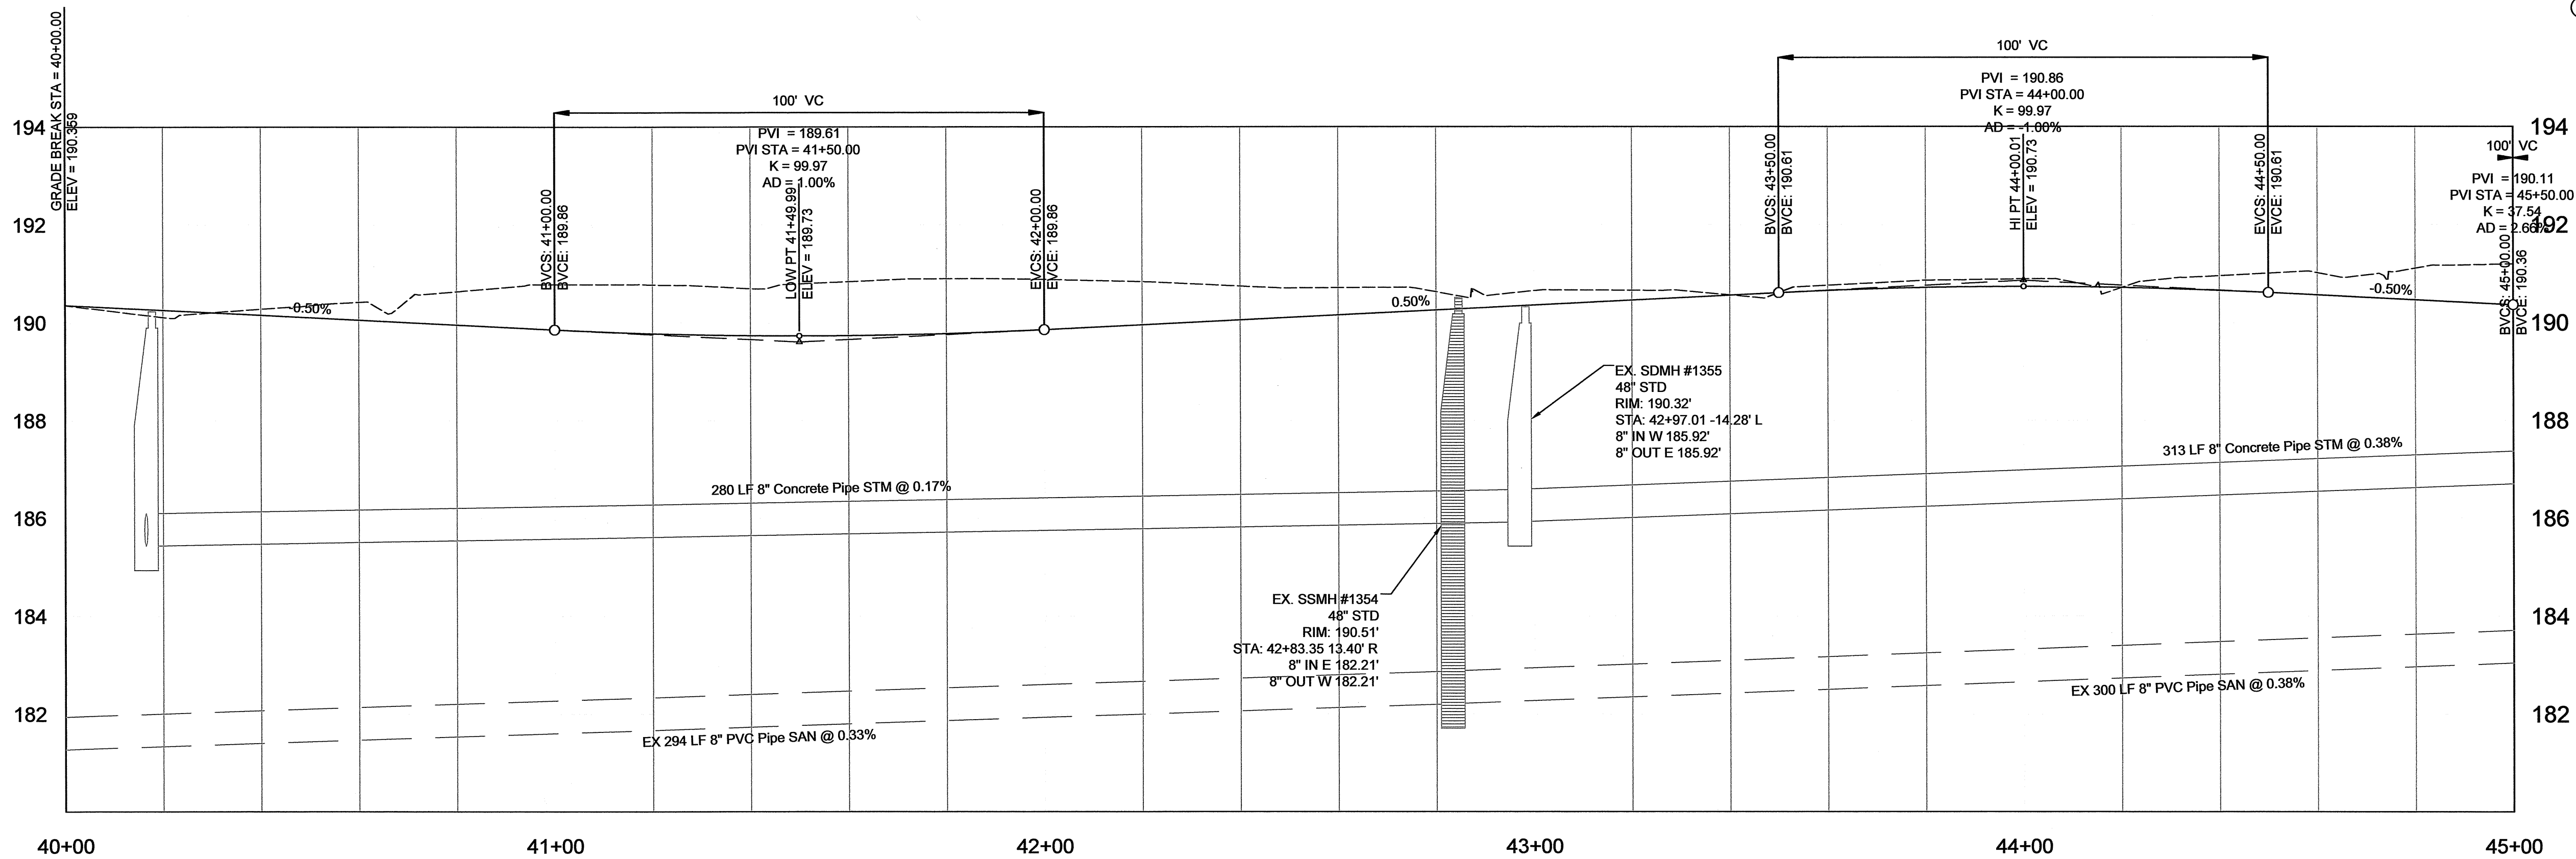 GRADE BREAK STA = 40+00.00
ELEV = 190.359
100' VC
PVI = 189.61
PVI STA = 41+50.00
K = 99.97
AD = 1.00%
BVCS: 41+00.00
BVCE: 189.86
LOW PT 41+49.99
ELEV = 189.73
EVCS: 42+00.00
EVCE: 189.86
100' VC
PVI = 190.86
PVI STA = 44+00.00
K = 99.97
AD = -1.00%
BVCS: 43+50.00
BVCE: 190.61
HI PT 44+00.01
ELEV = 190.73
EVCS: 44+50.00
EVCE: 190.61
100' VC
PVI = 190.11
PVI STA = 45+50.00
K = 37.54
AD = 2.66%
BVCS: 45+00.00
BVCE: 190.36
194
192
190
188
186
184
182
194
192
190
188
186
184
182
-0.50%
0.50%
-0.50%
EX. SDMH #1355
48" STD
RIM: 190.32'
STA: 42+97.01 -14.28' L
8" IN W 185.92'
8" OUT E 185.92'
280 LF 8" Concrete Pipe STM @ 0.17%
313 LF 8" Concrete Pipe STM @ 0.38%
EX. SSMH #1354
48" STD
RIM: 190.51'
STA: 42+83.35 13.40' R
8" IN E 182.21'
8" OUT W 182.21'
EX 294 LF 8" PVC Pipe SAN @ 0.33%
EX 300 LF 8" PVC Pipe SAN @ 0.38%
40+00
41+00
42+00
43+00
44+00
45+00